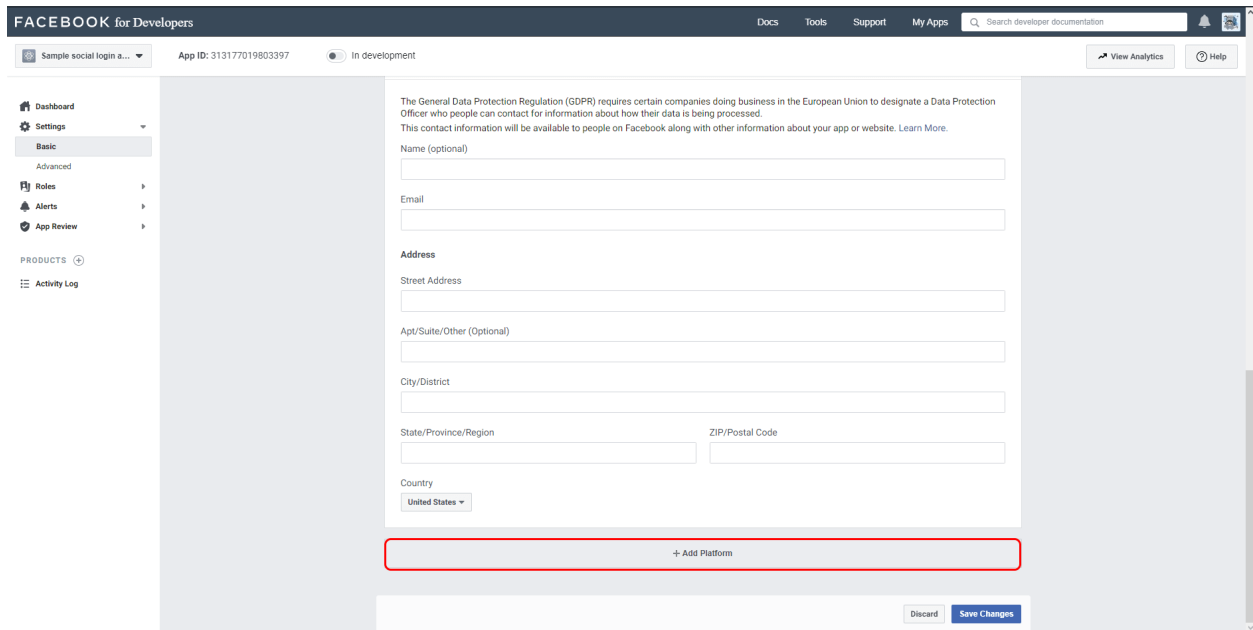 FACEBOOK for Developers
Docs
Tools
Support
My Apps
Search developer documentation
Sample social login a...
App ID: 313177019803397
In development
View Analytics
Help
Dashboard
Settings
Basic
Advanced
Roles
Alerts
App Review
PRODUCTS
Activity Log
The General Data Protection Regulation (GDPR) requires certain companies doing business in the European Union to designate a Data Protection
Officer who people can contact for information about how their data is being processed.
This contact information will be available to people on Facebook along with other information about your app or website. Learn More.
Name (optional)
Email
Address
Street Address
Apt/Suite/Other (Optional)
City/District
State/Province/Region
ZIP/Postal Code
Country
United States
+ Add Platform
Discard
Save Changes